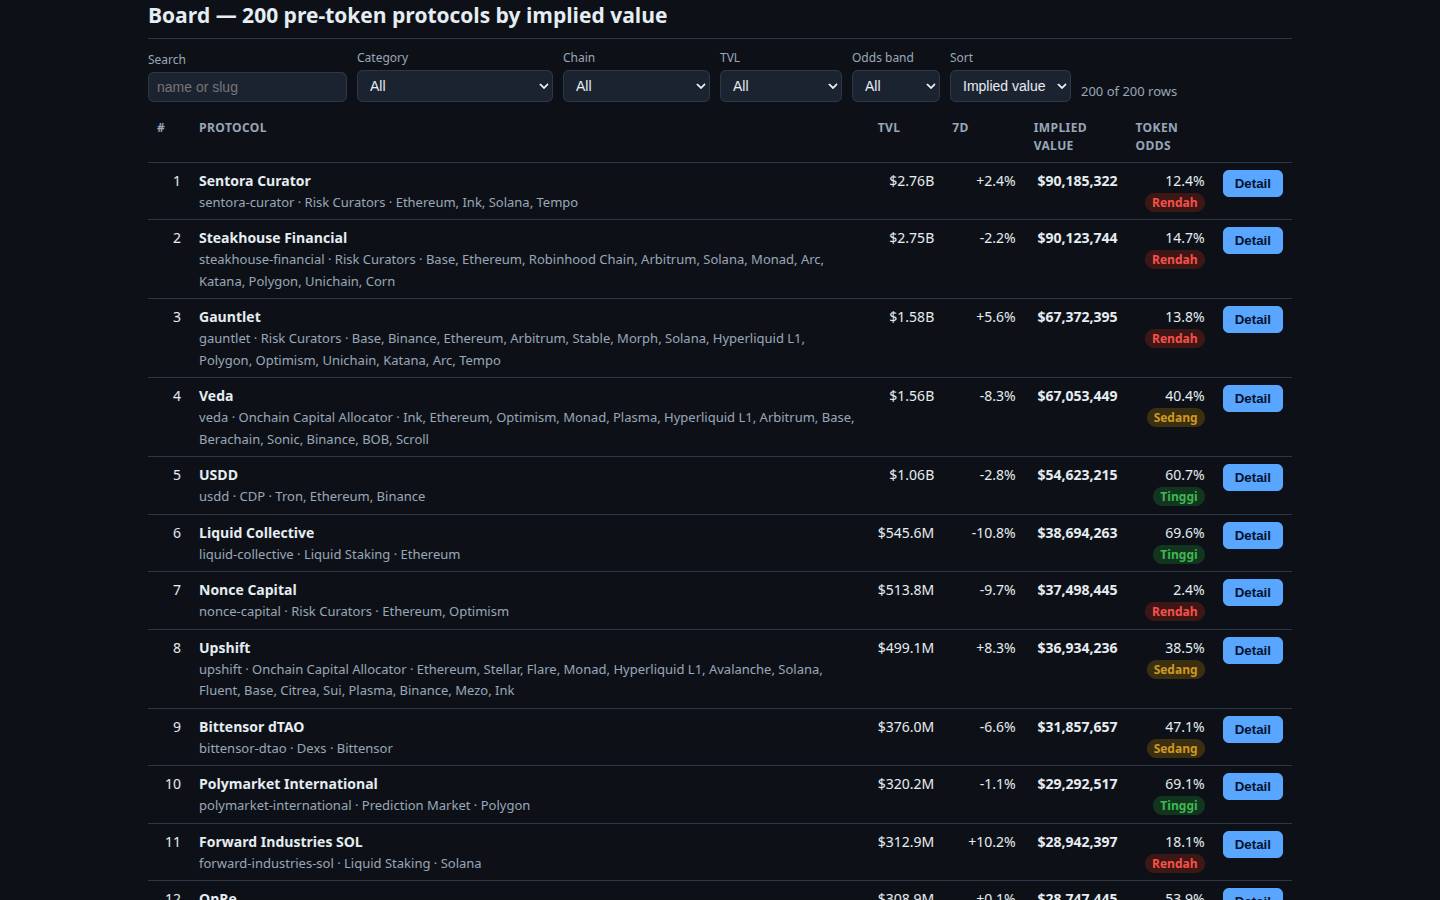 Board — 200 pre-token protocols by implied value
Search
Category
Chain
TVL
Odds band
Sort
name or slug
All
All
All
All
Implied value
200 of 200 rows
# PROTOCOL TVL 7D IMPLIED VALUE TOKEN ODDS
1 Sentora Curator $2.76B +2.4% $90,185,322 12.4% Detail
sentora-curator · Risk Curators · Ethereum, Ink, Solana, Tempo Rendah
2 Steakhouse Financial $2.75B -2.2% $90,123,744 14.7% Detail
steakhouse-financial · Risk Curators · Base, Ethereum, Robinhood Chain, Arbitrum, Solana, Monad, Arc, Rendah
Katana, Polygon, Unichain, Corn
3 Gauntlet $1.58B +5.6% $67,372,395 13.8% Detail
gauntlet · Risk Curators · Base, Binance, Ethereum, Arbitrum, Stable, Morph, Solana, Hyperliquid L1, Rendah
Polygon, Optimism, Unichain, Katana, Arc, Tempo
4 Veda $1.56B -8.3% $67,053,449 40.4% Detail
veda · Onchain Capital Allocator · Ink, Ethereum, Optimism, Monad, Plasma, Hyperliquid L1, Arbitrum, Base, Sedang
Berachain, Sonic, Binance, BOB, Scroll
5 USDD $1.06B -2.8% $54,623,215 60.7% Detail
usdd · CDP · Tron, Ethereum, Binance Tinggi
6 Liquid Collective $545.6M -10.8% $38,694,263 69.6% Detail
liquid-collective · Liquid Staking · Ethereum Tinggi
7 Nonce Capital $513.8M -9.7% $37,498,445 2.4% Detail
nonce-capital · Risk Curators · Ethereum, Optimism Rendah
8 Upshift $499.1M +8.3% $36,934,236 38.5% Detail
upshift · Onchain Capital Allocator · Ethereum, Stellar, Flare, Monad, Hyperliquid L1, Avalanche, Solana, Sedang
Fluent, Base, Citrea, Sui, Plasma, Binance, Mezo, Ink
9 Bittensor dTAO $376.0M -6.6% $31,857,657 47.1% Detail
bittensor-dtao · Dexs · Bittensor Sedang
10 Polymarket International $320.2M -1.1% $29,292,517 69.1% Detail
polymarket-international · Prediction Market · Polygon Tinggi
11 Forward Industries SOL $312.9M +10.2% $28,942,397 18.1% Detail
forward-industries-sol · Liquid Staking · Solana Rendah
12 OnRe $308.9M +0.1% $28,747,445 53.9% Detail